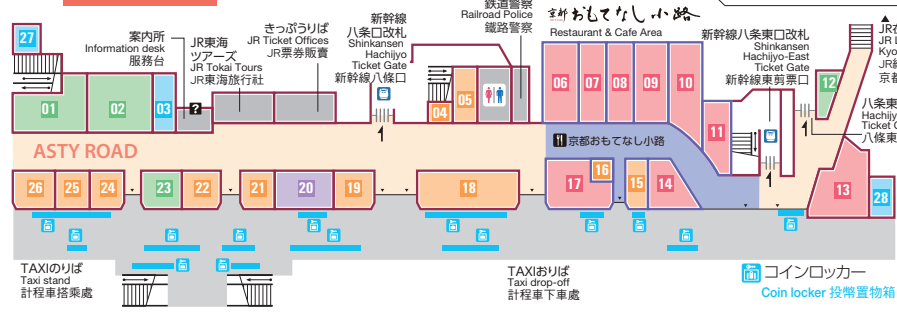 鉄道警察
Railroad Police
鐵路警察
京都 おもてなし小路
Restaurant & Cafe Area
案内所
Information desk
服務台
JR東海
ツアーズ
JR Tokai Tours
JR東海旅行社
きっぷうりば
JR Ticket Offices
JR票券販賣
新幹線
八条口改札
Shinkansen
Hachijyo
Ticket Gate
新幹線八條口
新幹線八条東口改札
Shinkansen
Hachijyo-East
Ticket Gate
新幹線東剪票口
JR
Kyo
京都
八条東
Hachijy
Ticket
八條東
27
01
02
03
?
04
05
06
07
08
09
10
11
12
13
28
ASTY ROAD
京都おもてなし小路
26
25
24
23
22
21
20
19
18
17
16
15
14
TAXIのりば
Taxi stand
計程車搭乘處
TAXIおりば
Taxi drop-off
計程車下車處
コインロッカー
Coin locker 投幣置物箱